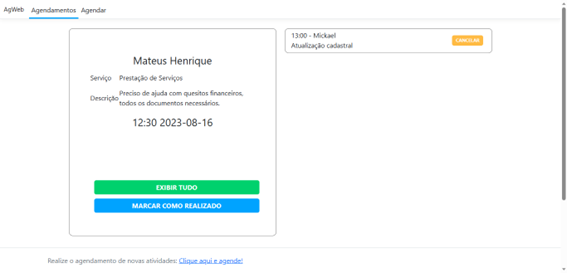 AgWeb Agendamentos Agendar
Mateus Henrique
Serviço Prestação de Serviços
Descrição Preciso de ajuda com quesitos financeiros,
todos os documentos necessários.
12:30 2023-08-16
EXIBIR TUDO
MARCAR COMO REALIZADO
13:00 - Mickael
Atualização cadastral
CANCELAR
Realize o agendamento de novas atividades: Clique aqui e agende!